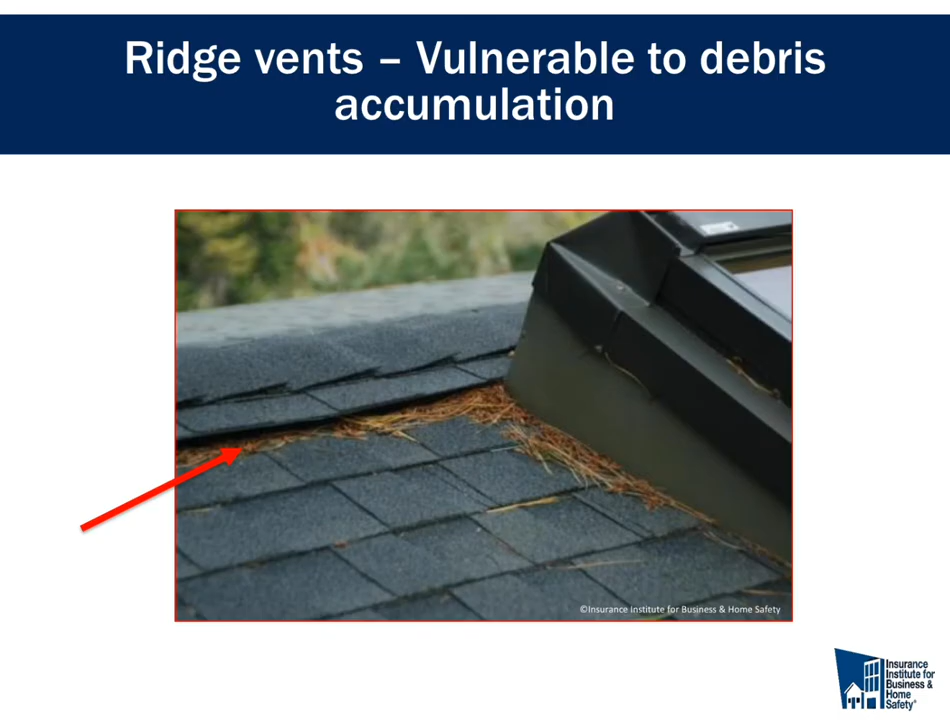 Ridge vents – Vulnerable to debris
accumulation
©Insurance Institute for Business & Home Safety
Insurance
Institute for
Business &
Home
Safety®